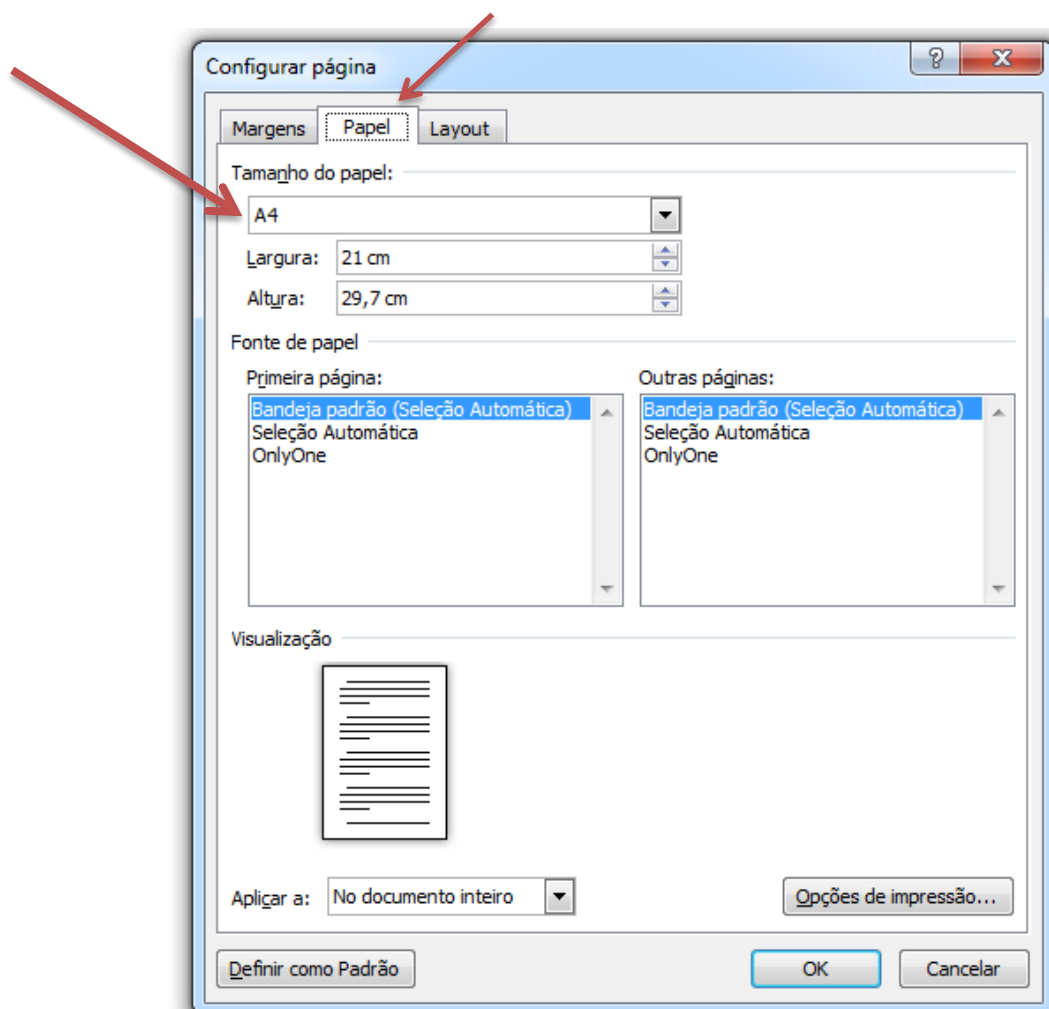 Configurar página
Margens Papel Layout
Tamanho do papel:
A4
Largura: 21 cm
Altura: 29,7 cm
Fonte de papel
Primeira página: Outras páginas:
Bandeja padrão (Seleção Automática) Bandeja padrão (Seleção Automática)
Seleção Automática Seleção Automática
OnlyOne OnlyOne
Visualização
Aplicar a: No documento inteiro Opções de impressão...
Definir como Padrão OK Cancelar